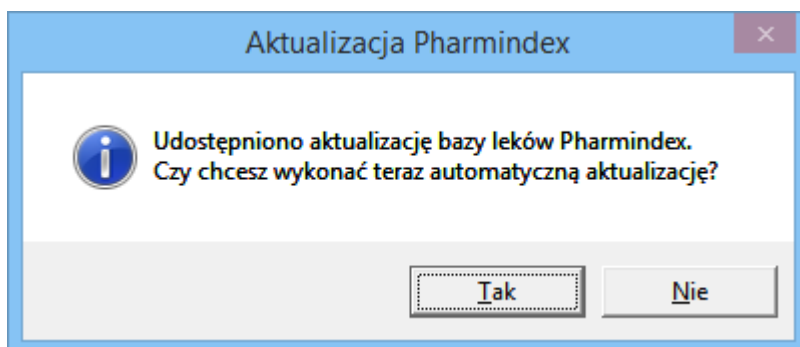 Aktualizacja Pharmindex
Udostępniono aktualizację bazy leków Pharmindex.
Czy chcesz wykonać teraz automatyczną aktualizację?
Tak
Nie